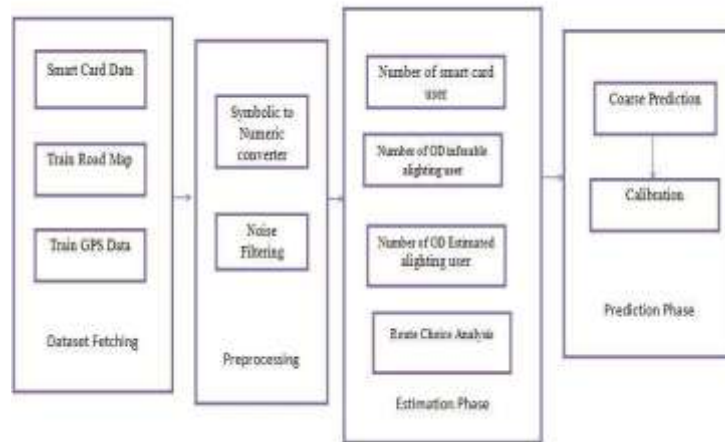 Smart Card Data
Train Road Map
Train GPS Data
Dataset Fetching
Symbolic to
Numeric
converter
Noise
Filtering
Preprocessing
Number of smart card
user
Number of OD inferable
alighting user
Number of OD Estimated
alighting user
Route Choice Analysis
Estimation Phase
Coarse Prediction
Calibration
Prediction Phase